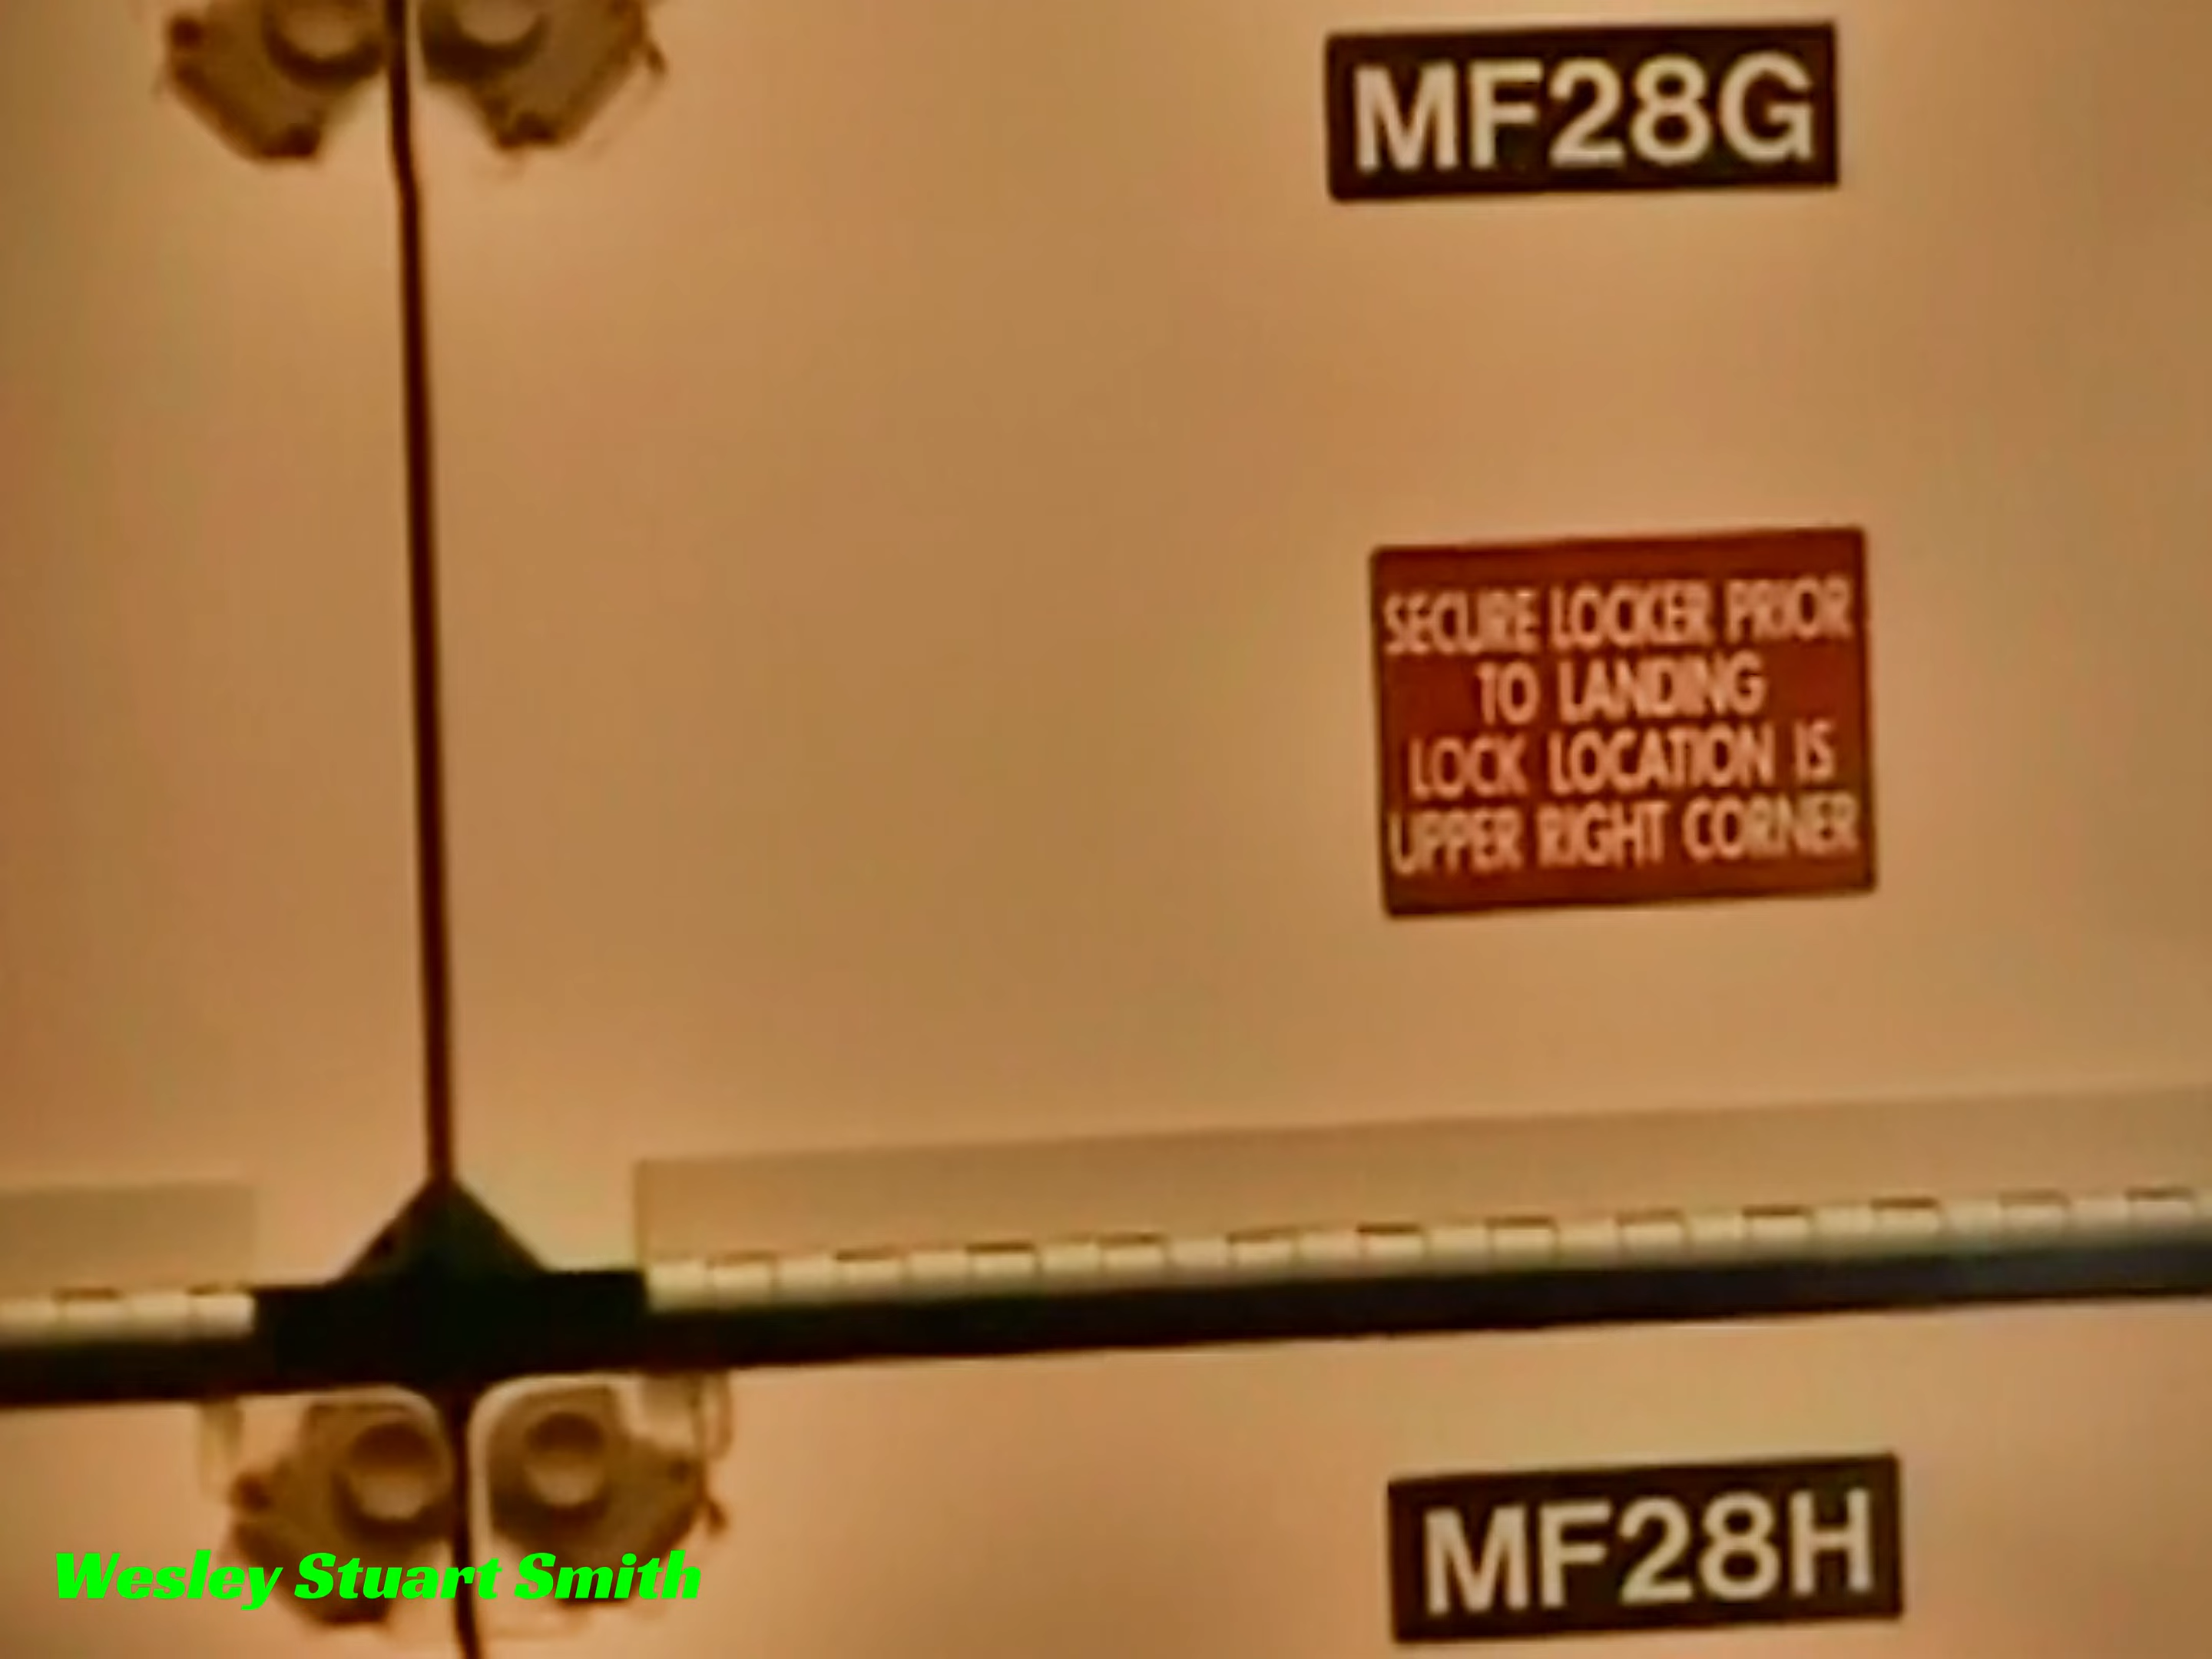 MF28G
SECURE LOCKER PRIOR
TO LANDING
LOCK LOCATION IS
UPPER RIGHT CORNER
MF28H
Wesley Stuart Smith